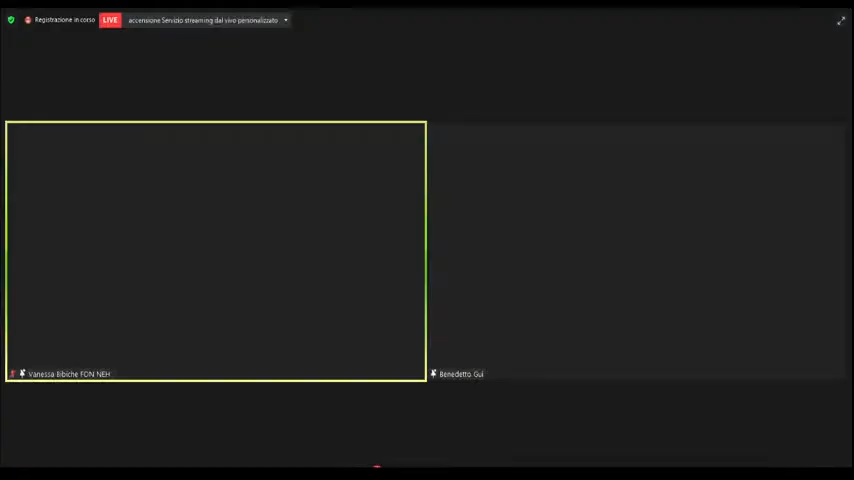 Registrazione in corso
LIVE
accensione Servizio streaming dal vivo personalizzato
Vanessa Bibiche FON NEH
Benedetto Gui